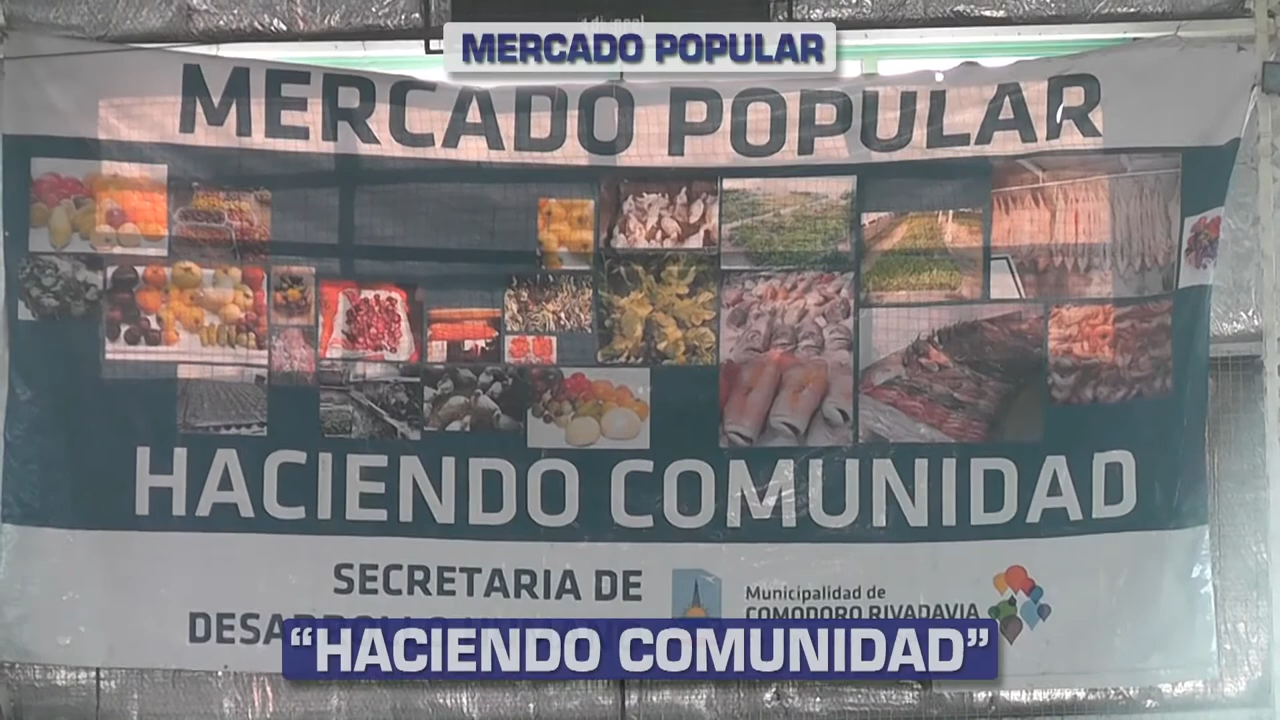 MERCADO POPULAR
MERCADO POPULAR
HACIENDO COMUNIDAD
SECRETARIA DE
Municipalidad de
COMODORO RIVADAVIA
“HACIENDO COMUNIDAD”